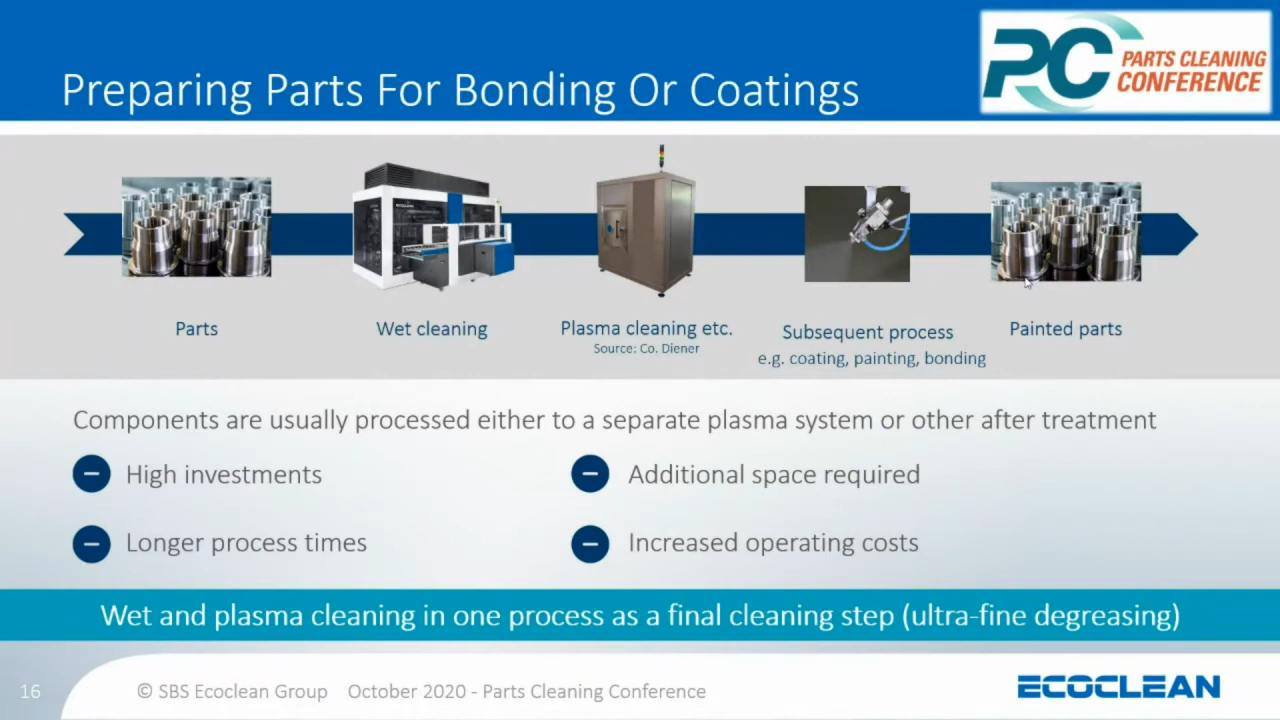 Preparing Parts For Bonding Or Coatings
PC PARTS CLEANING
CONFERENCE
ECOCLEAN
Parts
Wet cleaning
Plasma cleaning etc.
Source: Co. Diener
Subsequent process
e.g. coating, painting, bonding
Painted parts
Components are usually processed either to a separate plasma system or other after treatment
High investments
Additional space required
Longer process times
Increased operating costs
Wet and plasma cleaning in one process as a final cleaning step (ultra-fine degreasing)
16
© SBS Ecoclean Group October 2020 - Parts Cleaning Conference
ECOCLEAN